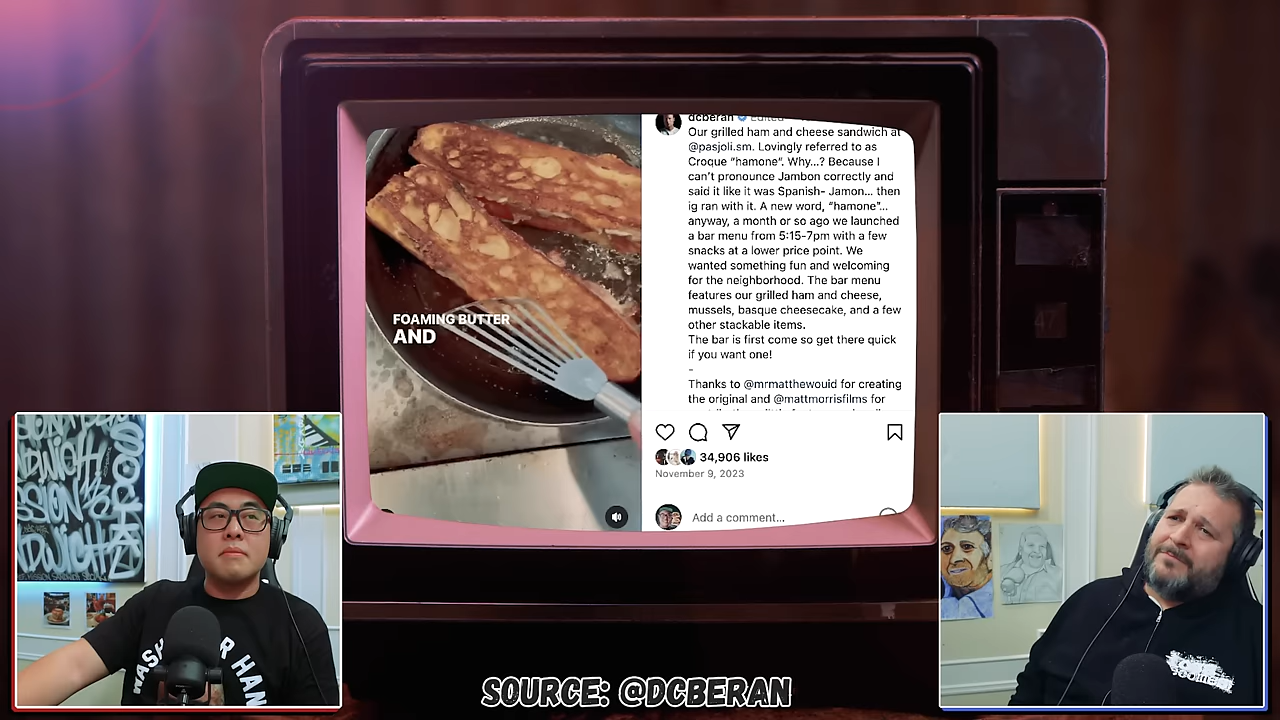 dcberan
Edited
Our grilled ham and cheese sandwich at
@pasjoli.sm. Lovingly referred to as
Croque “hamone”. Why...? Because I
can’t pronounce Jambon correctly and
said it like it was Spanish- Jamon... then
ig ran with it. A new word, “hamone”...
anyway, a month or so ago we launched
a bar menu from 5:15-7pm with a few
snacks at a lower price point. We
wanted something fun and welcoming
for the neighborhood. The bar menu
features our grilled ham and cheese,
mussels, basque cheesecake, and a few
other stackable items.
The bar is first come so get there quick
if you want one!
-
Thanks to @mrmatthewouid for creating
the original and @mattmorrisfilms for
FOAMING BUTTER
AND
34,906 likes
November 9, 2023
Add a comment...
WASH R HAN
SOURCE: @DCBERAN